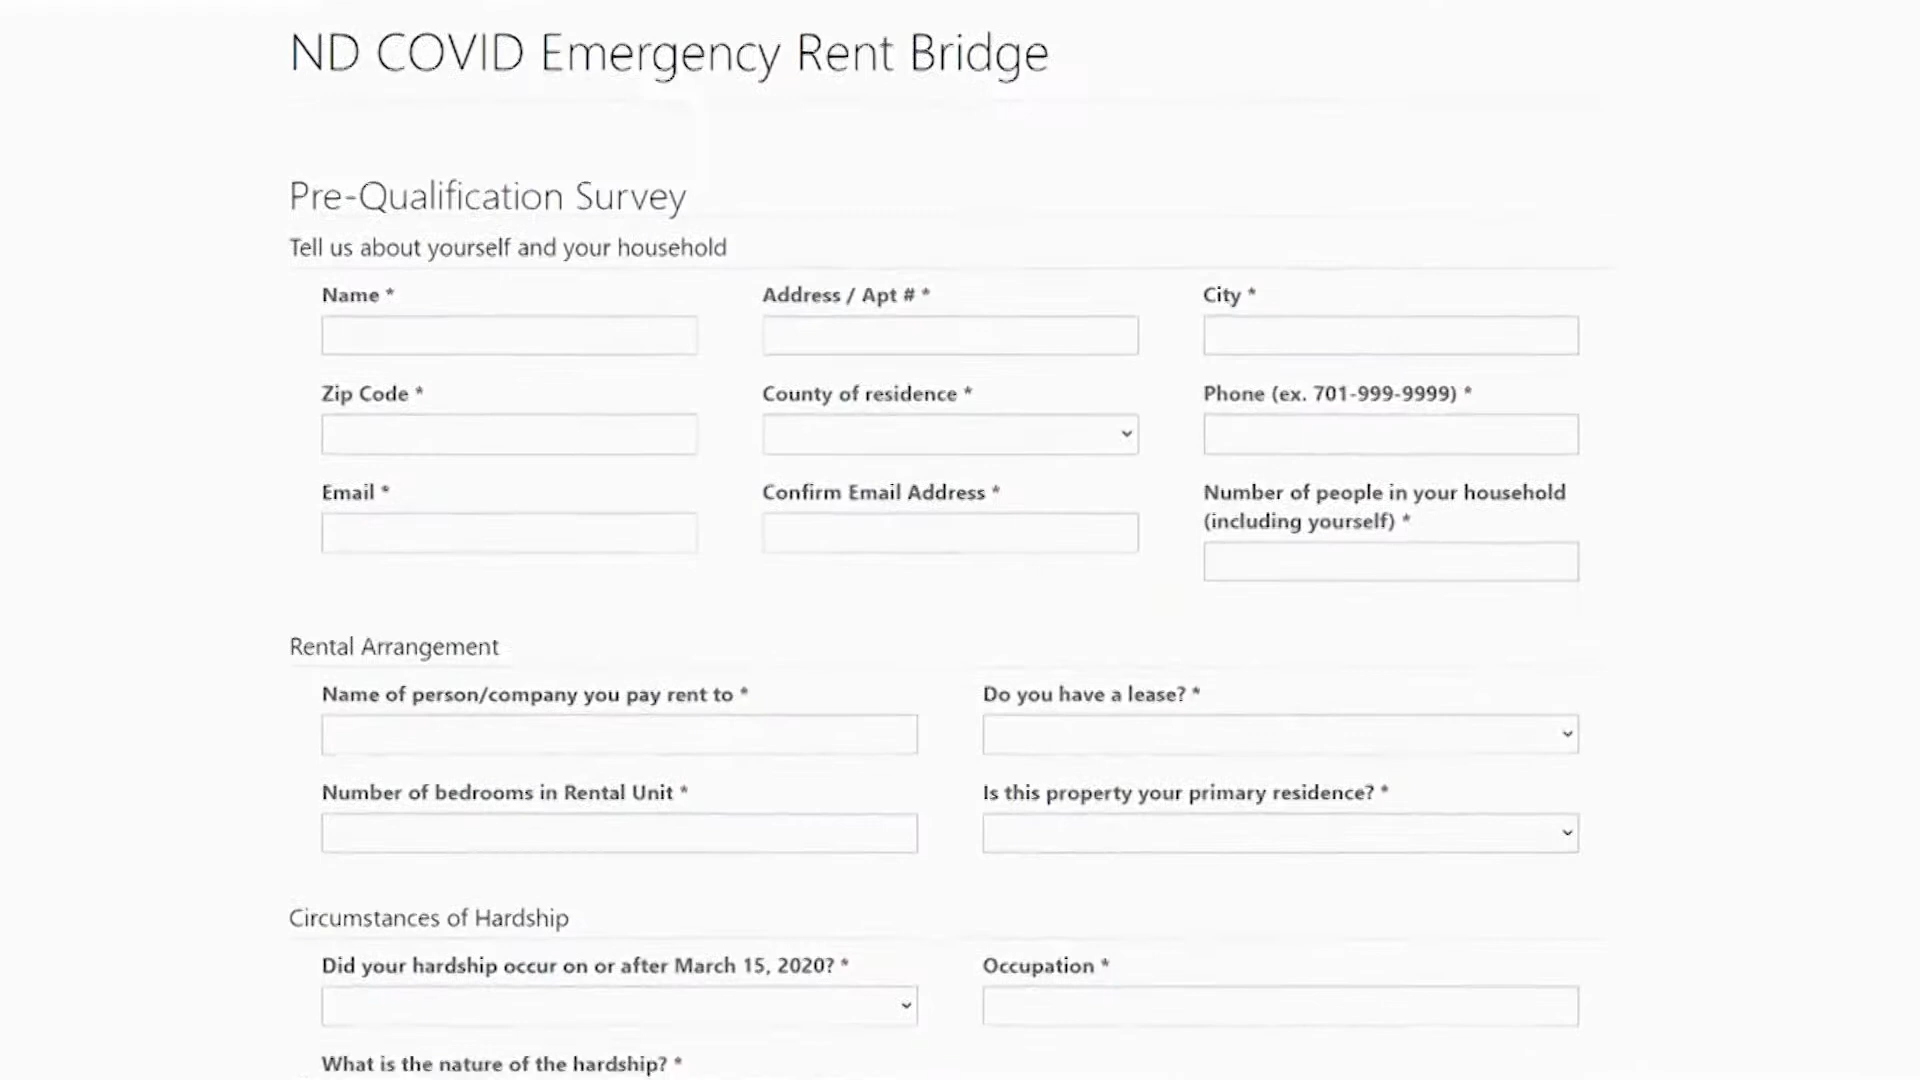 ND COVID Emergency Rent Bridge
Pre-Qualification Survey
Tell us about yourself and your household
Name *
Address / Apt # *
City *
Zip Code *
County of residence *
Phone (ex. 701-999-9999) *
Email *
Confirm Email Address *
Number of people in your household
(including yourself) *
Rental Arrangement
Name of person/company you pay rent to *
Do you have a lease? *
Number of bedrooms in Rental Unit *
Is this property your primary residence? *
Circumstances of Hardship
Did your hardship occur on or after March 15, 2020? *
Occupation *
What is the nature of the hardship? *